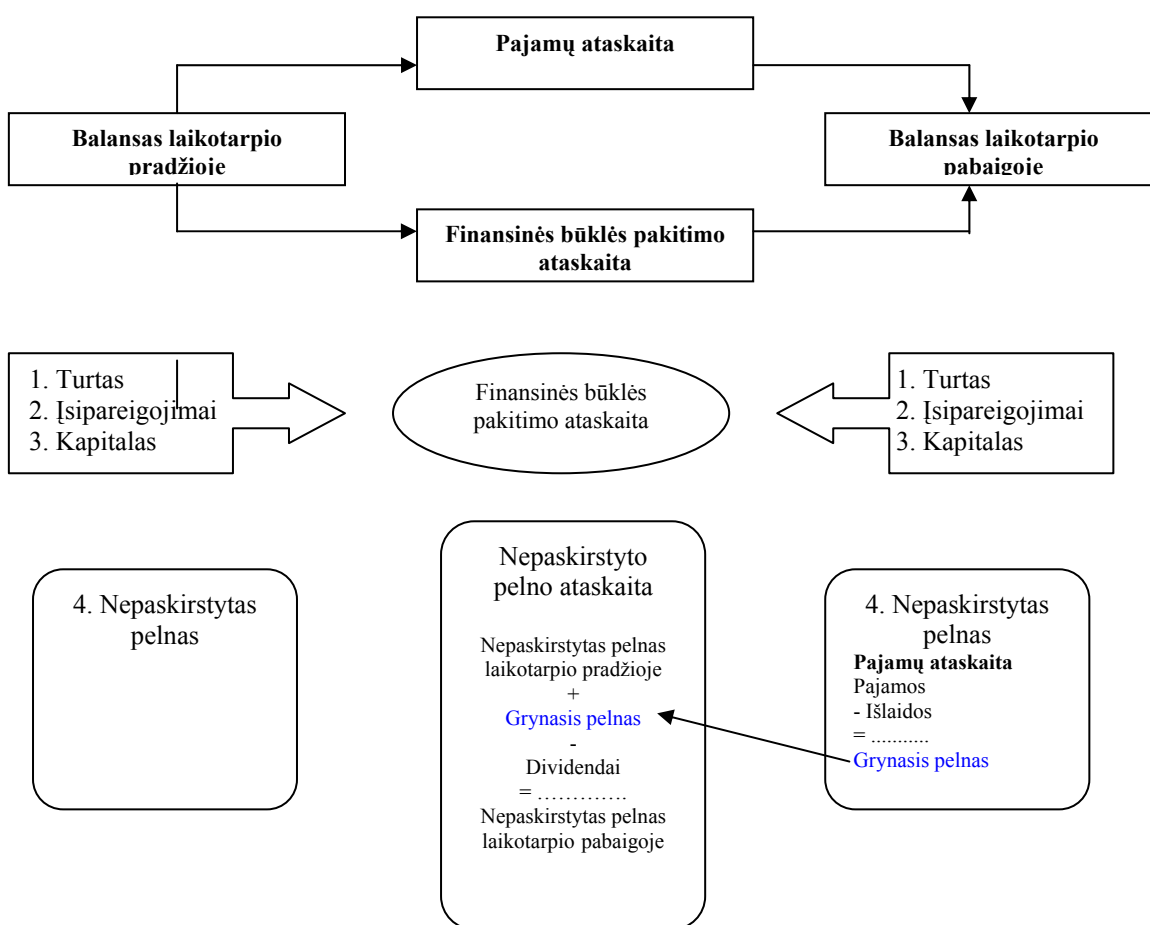 Pajamų ataskaita
Balansas laikotarpio
pradžioje
Balansas laikotarpio
pabaigoje
Finansinės būklės pakitimo
ataskaita
1. Turtas
2. Įsipareigojimai
3. Kapitalas
Finansinės būklės
pakitimo ataskaita
1. Turtas
2. Įsipareigojimai
3. Kapitalas
4. Nepaskirstytas
pelnas
Nepaskirstyto
pelno ataskaita
Nepaskirstytas pelnas
laikotarpio pradžioje
+
Grynasis pelnas
-
Dividendai
= .............
Nepaskirstytas pelnas
laikotarpio pabaigoje
4. Nepaskirstytas
pelnas
Pajamų ataskaita
Pajamos
- Išlaidos
= ...........
Grynasis pelnas